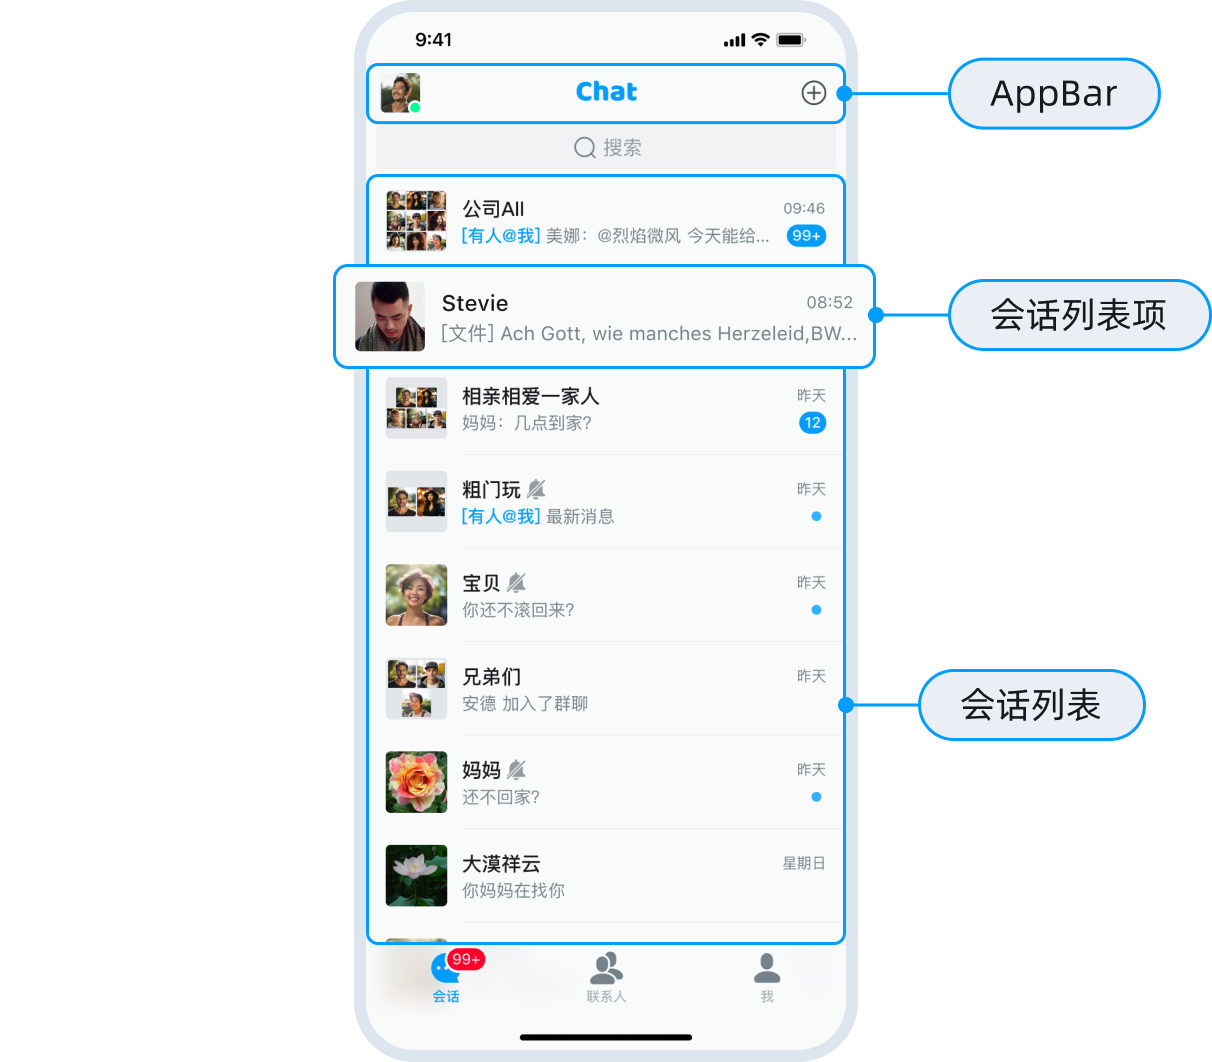 9:41
Chat
AppBar
搜索
公司All
09:46
[有人@我] 美娜：@烈焰微风 今天能给...
99+
Stevie
08:52
[文件] Ach Gott, wie manches Herzeleid,BW...
会话列表项
相亲相爱一家人
昨天
妈妈：几点到家?
12
粗门玩
昨天
[有人@我] 最新消息
宝贝
昨天
你还不滚回来?
兄弟们
昨天
安德 加入了群聊
会话列表
妈妈
昨天
还不回家?
大漠祥云
星期日
你妈妈在找你
99+
会话
联系人
我